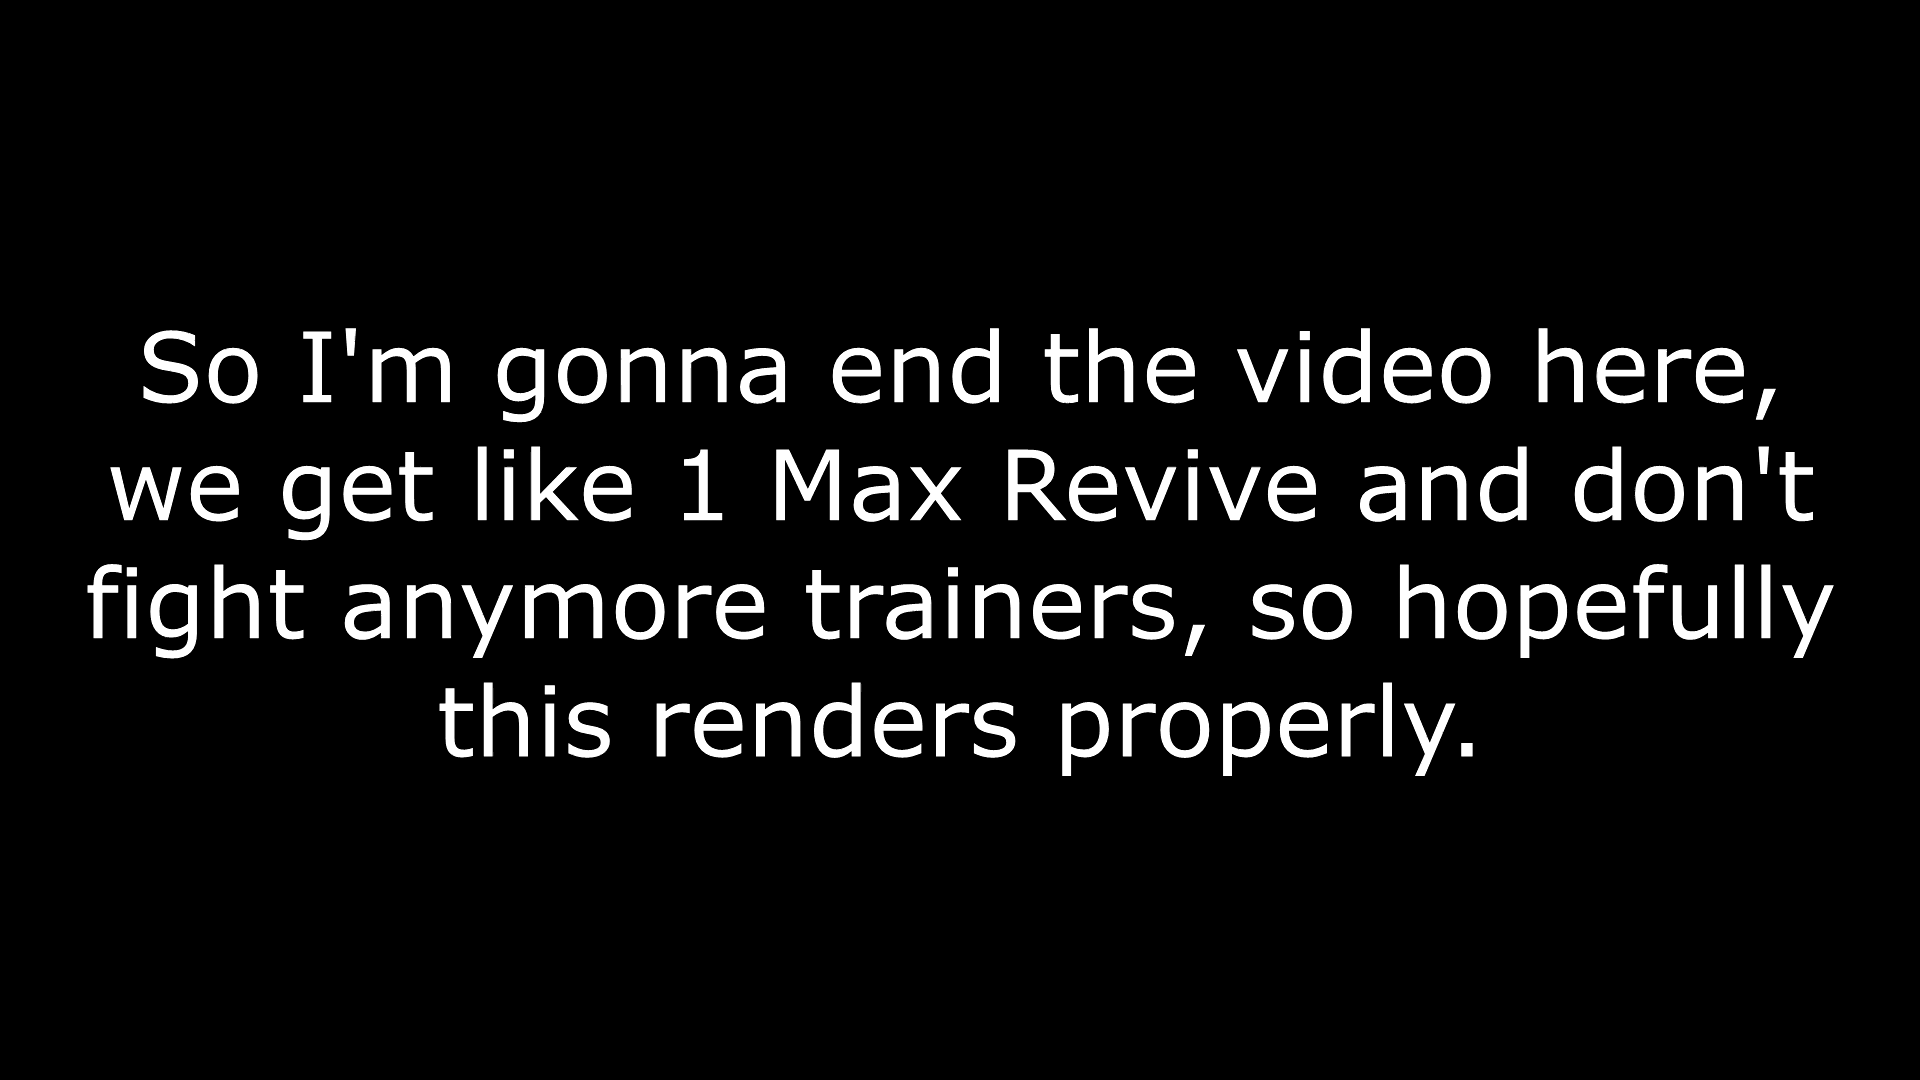 So I'm gonna end the video here,
we get like 1 Max Revive and don't
fight anymore trainers, so hopefully
this renders properly.